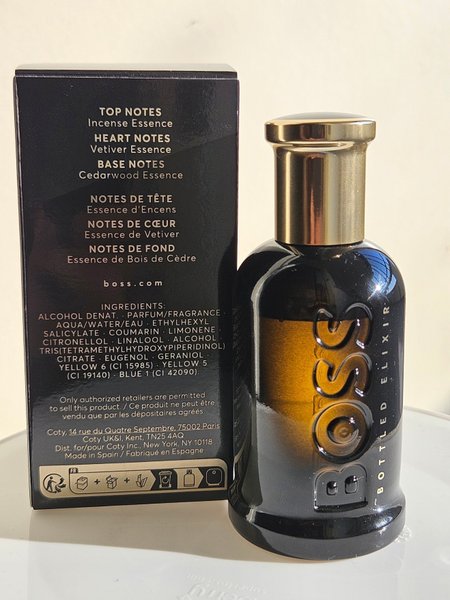 TOP NOTES
Incense Essence
HEART NOTES
Vetiver Essence
BASE NOTES
Cedarwood Essence
NOTES DE TÊTE
Essence d'Encens
NOTES DE CŒUR
Essence de Vetiver
NOTES DE FOND
Essence de Bois de Cèdre
boss.com
INGREDIENTS:
ALCOHOL DENAT. · PARFUM/FRAGRANCE ·
AQUA/WATER/EAU · ETHYLHEXYL
SALICYLATE · COUMARIN · LIMONENE ·
CITRONELLOL · LINALOOL · ALCOHOL ·
TRIS(TETRAMETHYLHYDROXYPIPERIDINOL)
CITRATE · EUGENOL · GERANIOL ·
YELLOW 6 (CI 15985) · YELLOW 5
(CI 19140) · BLUE 1 (CI 42090)
Only authorized retailers are permitted
to sell this product / Ce produit ne peut être
vendu que par les dépositaires agréés
Coty, 14 rue du Quatre Septembre, 75002 Paris
Coty UK&I, Kent, TN25 4AQ
Dist. for/pour Coty Inc. New York, NY 10118
Made in Spain / Fabriqué en Espagne
FR
BOSS
BOTTLED ELIXIR